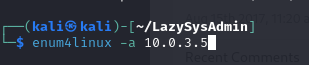 ┌──(kali㉿kali)-[~/LazySysAdmin]
└─$ enum4linux -a 10.0.3.5